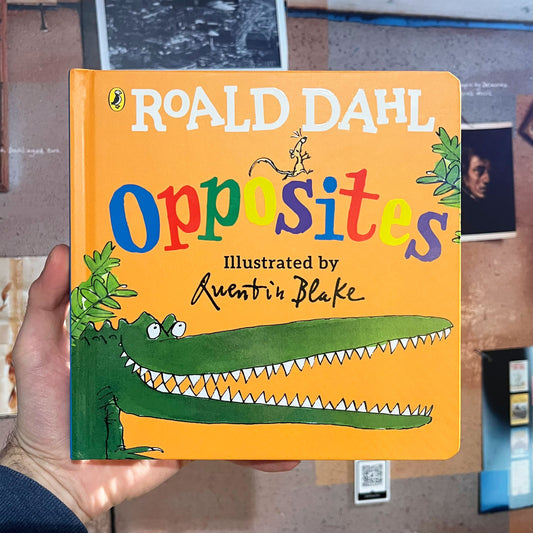 ROALD DAHL
Opposites
Illustrated by
Quentin Blake